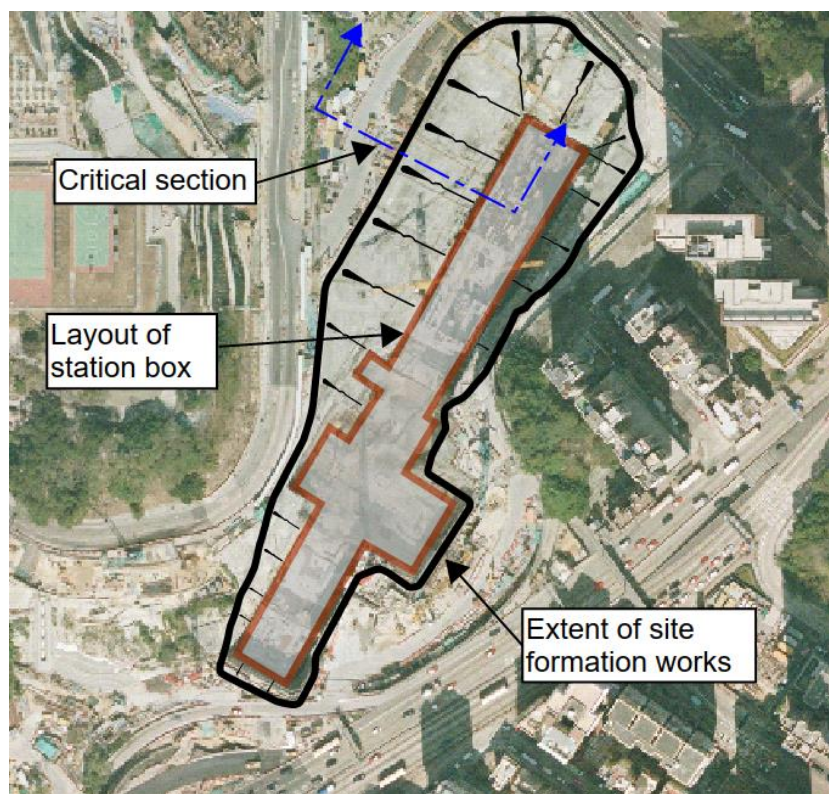 Critical section
Layout of
station box
Extent of site
formation works